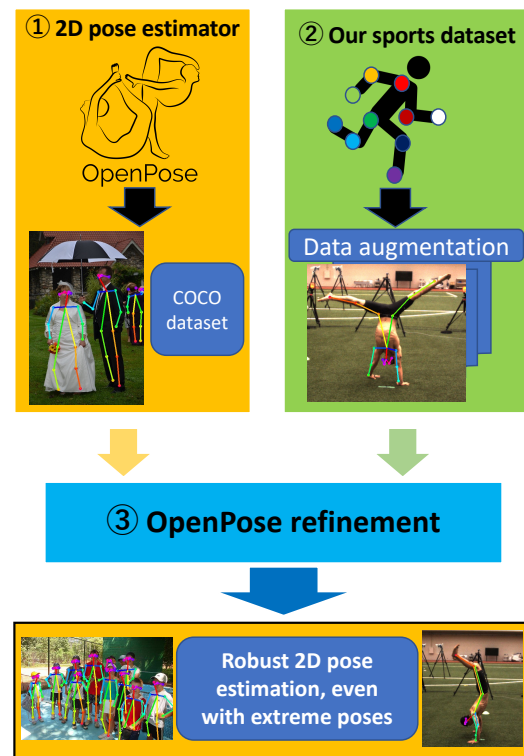 ① 2D pose estimator
OpenPose
COCO
dataset
② Our sports dataset
Data augmentation
③ OpenPose refinement
Robust 2D pose
estimation, even
with extreme poses